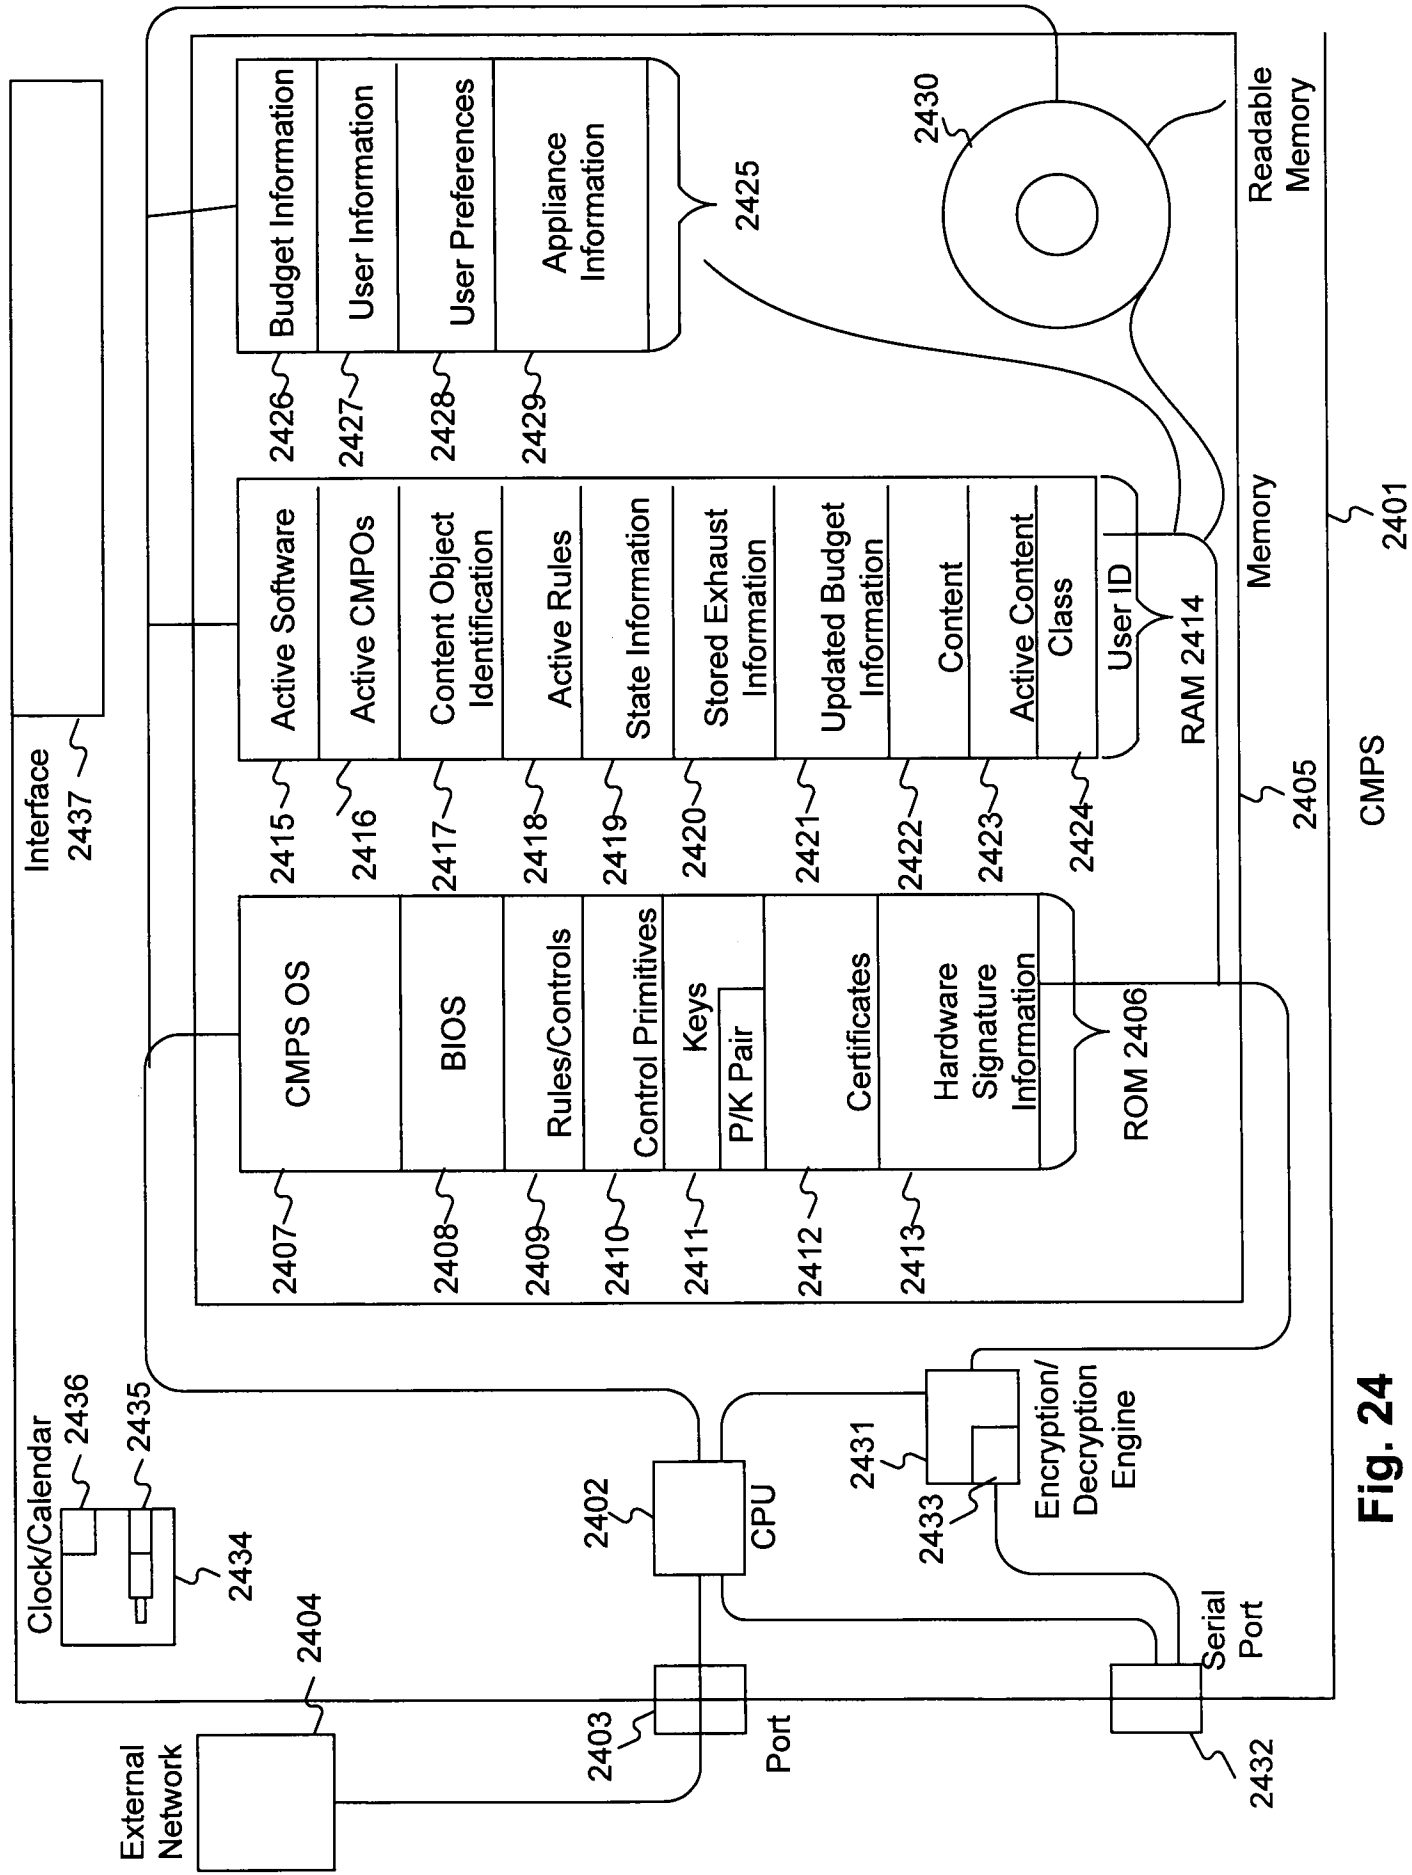 External
Network
2404
Clock/Calendar
2436
2435
2434
Interface
2437
2403
Port
2402
CPU
2431
2433
Encryption/
Decryption
Engine
Serial
Port
2432
2407
CMPS OS
2408
BIOS
2409
Rules/Controls
2410
Control Primitives
2411
Keys
P/K Pair
2412
Certificates
2413
Hardware
Signature
Information
ROM 2406
2415
Active Software
2416
Active CMPOs
2417
Content Object
Identification
2418
Active Rules
2419
State Information
2420
Stored Exhaust
Information
2421
Updated Budget
Information
2422
Content
2423
Active Content
2424
Class
User ID
RAM 2414
2426
Budget Information
2427
User Information
2428
User Preferences
2429
Appliance
Information
2425
2430
Readable
Memory
Memory
2405
2401
CMPS
Fig. 24